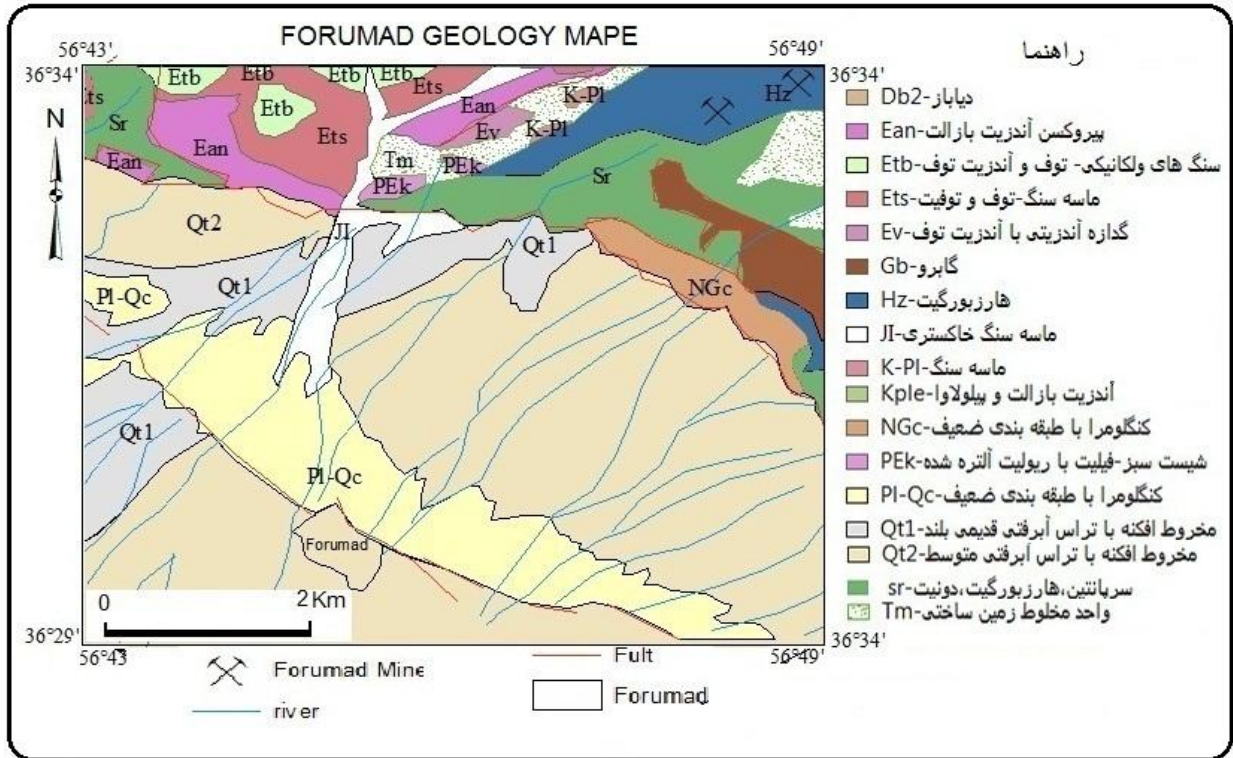 FORUMAD GEOLOGY MAPE
56°43'
56°49'
36°34'
36°34'
N
Etb
Etb
Etb
Etb
Ets
K-Pl
Hz
Its
Sr
Ean
Etb
Ets
Ean
Ev
K-Pl
Ean
Tm
PEk
PEk
Sr
Qt2
JI
Qt1
Qt1
NGc
Pl-Qc
Qt1
Pl-Qc
Forumad
0 2Km
36°29'
36°34'
56°43
56°49'
Forumad Mine
river
Fult
Forumad
راهنما
Db2-دیاباز
Ean-پیروکسن آندزیت بازالت
Etb-سنگ های ولکانیکی- توف و آندزیت توف
Ets-ماسه سنگ-توف و توفیت
Ev-گدازه آندزیتی با آندزیت توف
Gb-گابرو
Hz-هارزبورگیت
JI-ماسه سنگ خاکستری
K-Pl-ماسه سنگ
Kple-آندزیت بازالت و پیلولاوا
NGc-کنگلومرا با طبقه بندی ضعیف
PEk-شیست سبز-فیلیت با ریولیت آلتره شده
Pl-Qc-کنگلومرا با طبقه بندی ضعیف
Qt1-مخروط افکنه با تراس آبرفتی قدیمی بلند
Qt2-مخروط افکنه با تراس آبرفتی متوسط
sr-سرپانتین،هارزبورگیت،دونیت
Tm-واحد مخلوط زمین ساختی